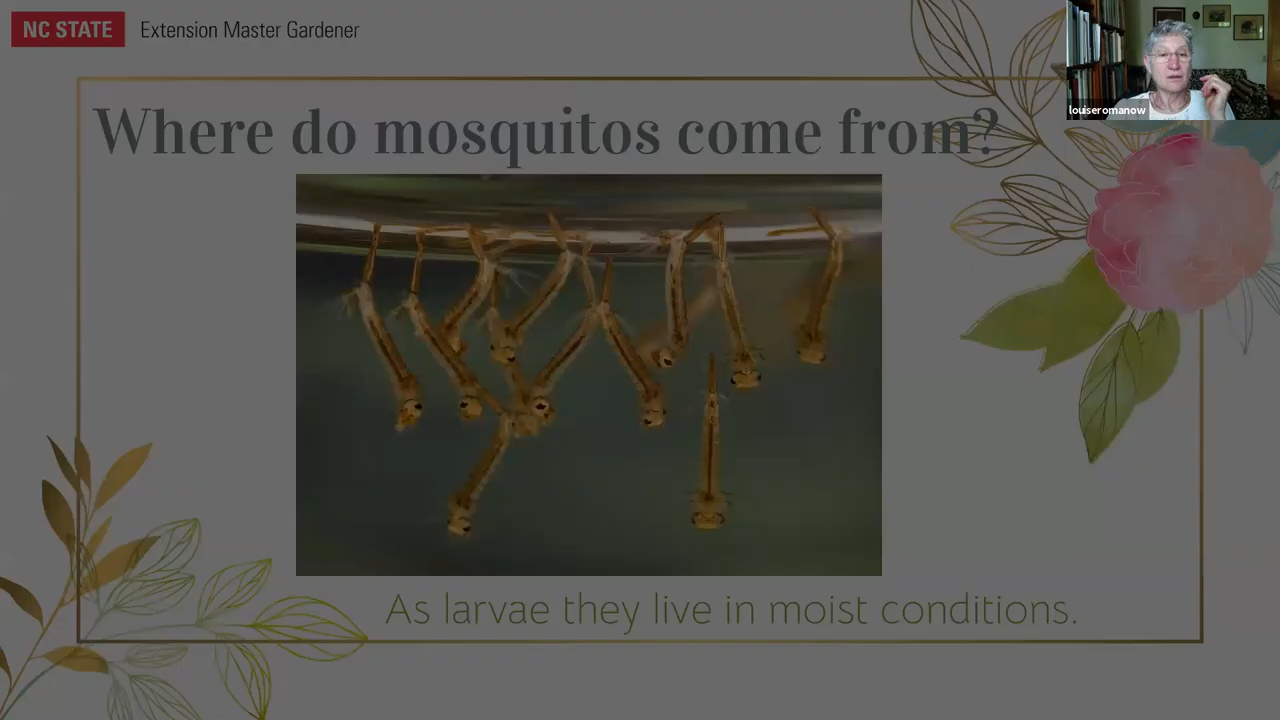 NC STATE Extension Master Gardener
louiseromanow
Where do mosquitos come from?
As larvae they live in moist conditions.